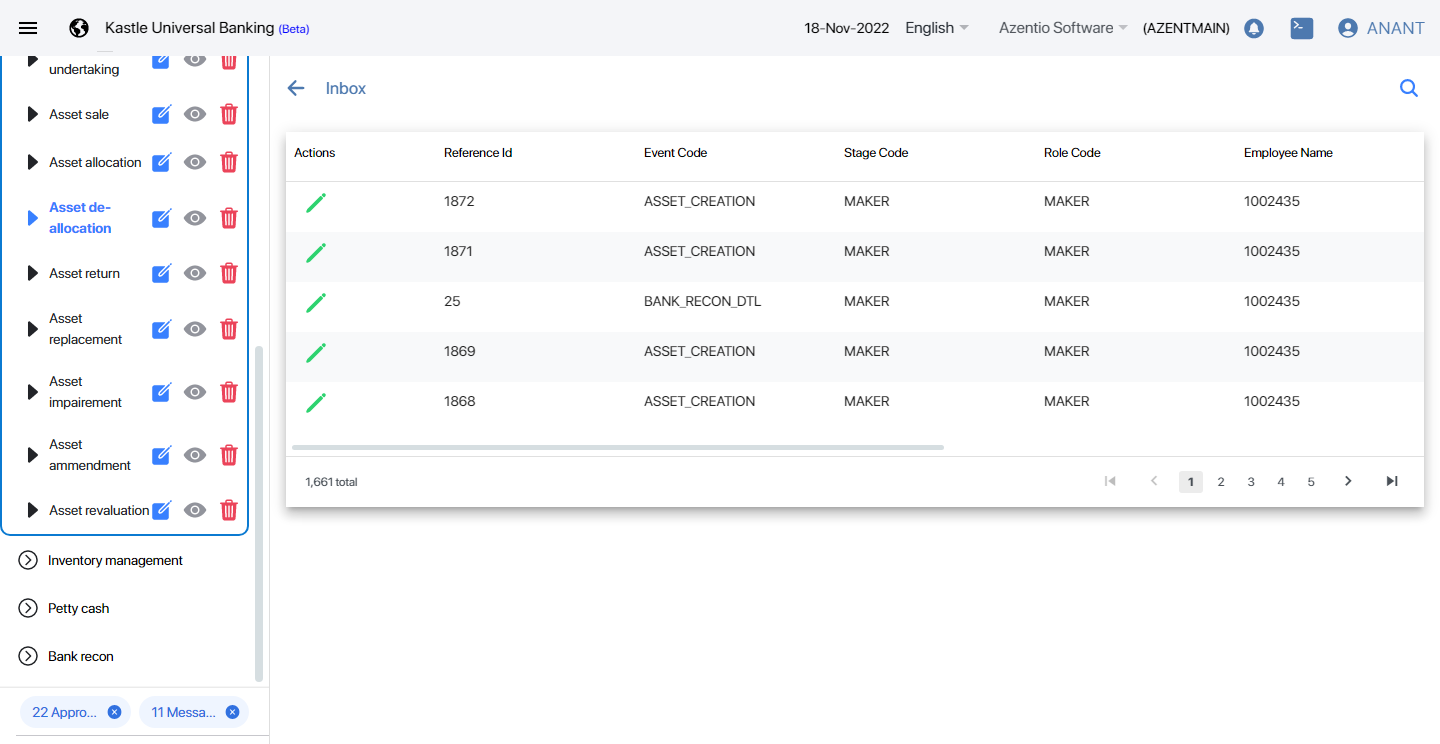 Kastle Universal Banking (Beta)
18-Nov-2022 English Azentio Software (AZENTMAIN) ANANT
undertaking
Asset sale
Asset allocation
Asset de-
allocation
Asset return
Asset
replacement
Asset
impairement
Asset
ammendment
Asset revaluation
Inventory management
Petty cash
Bank recon
22 Appro... 11 Messa...
Inbox
Actions Reference Id Event Code Stage Code Role Code Employee Name
1872 ASSET_CREATION MAKER MAKER 1002435
1871 ASSET_CREATION MAKER MAKER 1002435
25 BANK_RECON_DTL MAKER MAKER 1002435
1869 ASSET_CREATION MAKER MAKER 1002435
1868 ASSET_CREATION MAKER MAKER 1002435
1,661 total
1 2 3 4 5